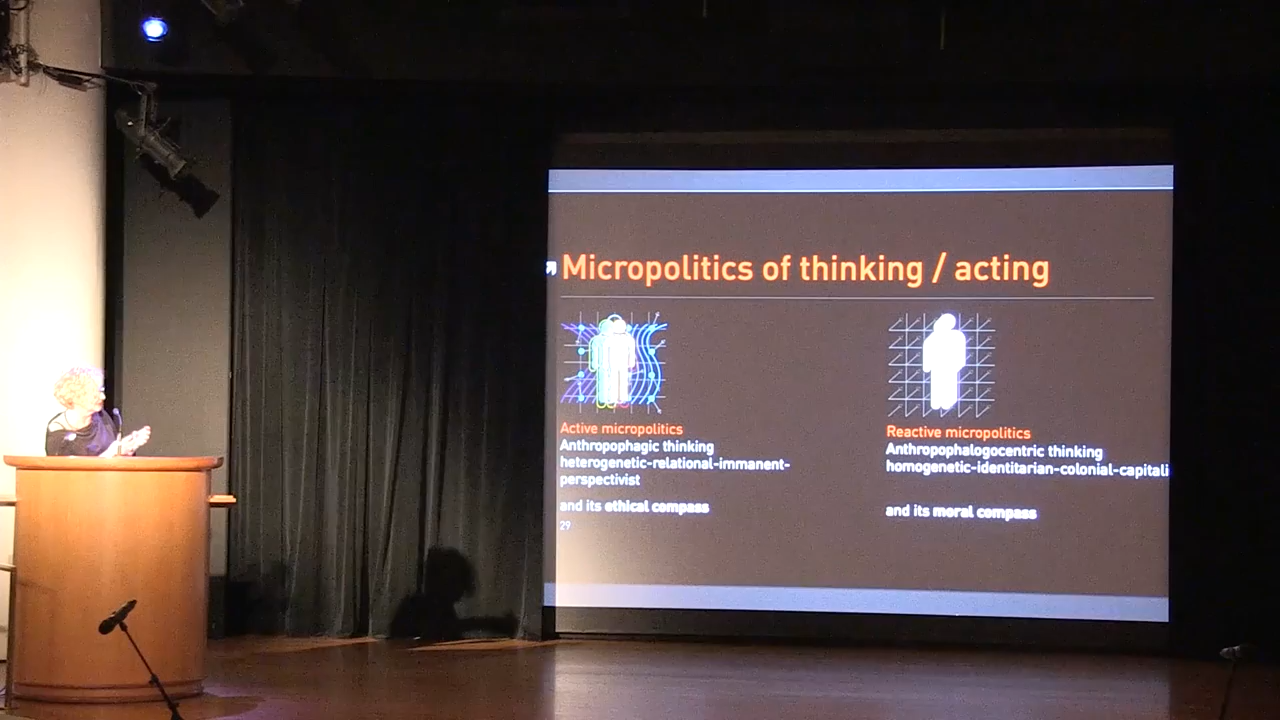 Micropolitics of thinking / acting
Active micropolitics
Anthropophagic thinking
heterogenetic-relational-immanent-
perspectivist
and its ethical compass
29
Reactive micropolitics
Anthropophalogocentric thinking
homogenetic-identitarian-colonial-capitali
and its moral compass